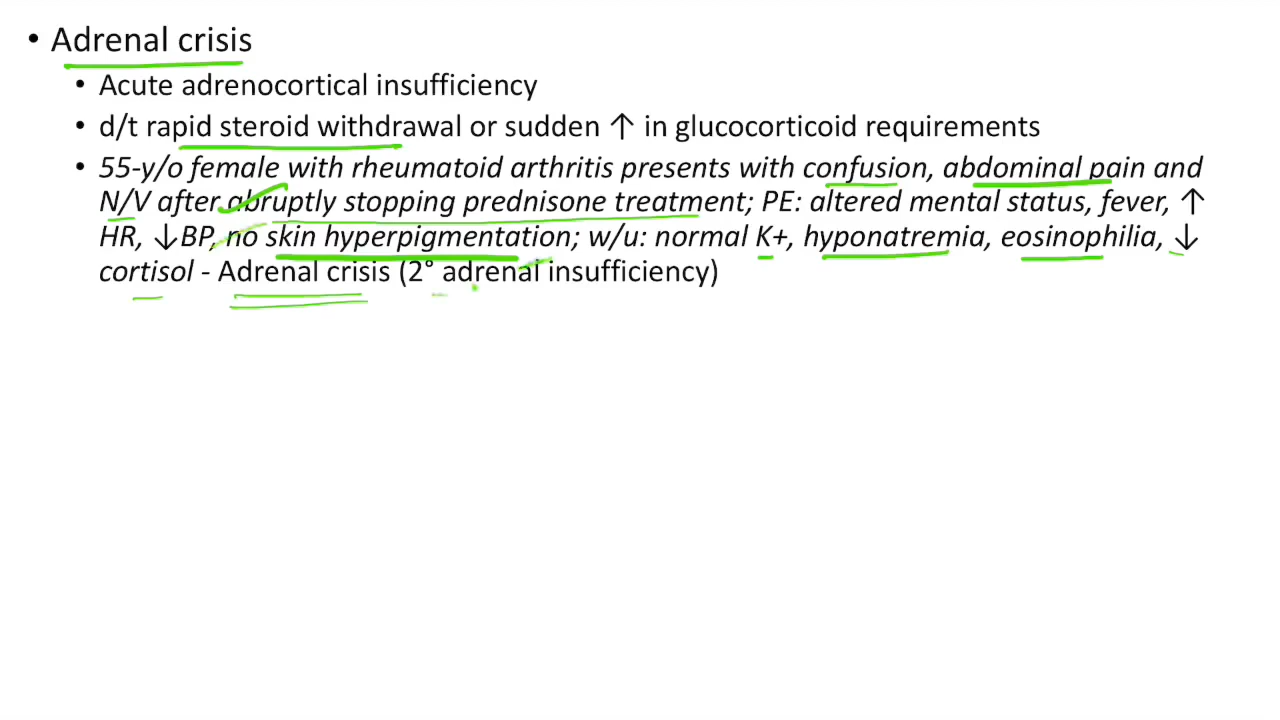 • Adrenal crisis
• Acute adrenocortical insufficiency
• d/t rapid steroid withdrawal or sudden ↑ in glucocorticoid requirements
• 55-y/o female with rheumatoid arthritis presents with confusion, abdominal pain and
N/V after abruptly stopping prednisone treatment; PE: altered mental status, fever, ↑
HR, ↓BP, no skin hyperpigmentation; w/u: normal K+, hyponatremia, eosinophilia, ↓
cortisol - Adrenal crisis (2° adrenal insufficiency)